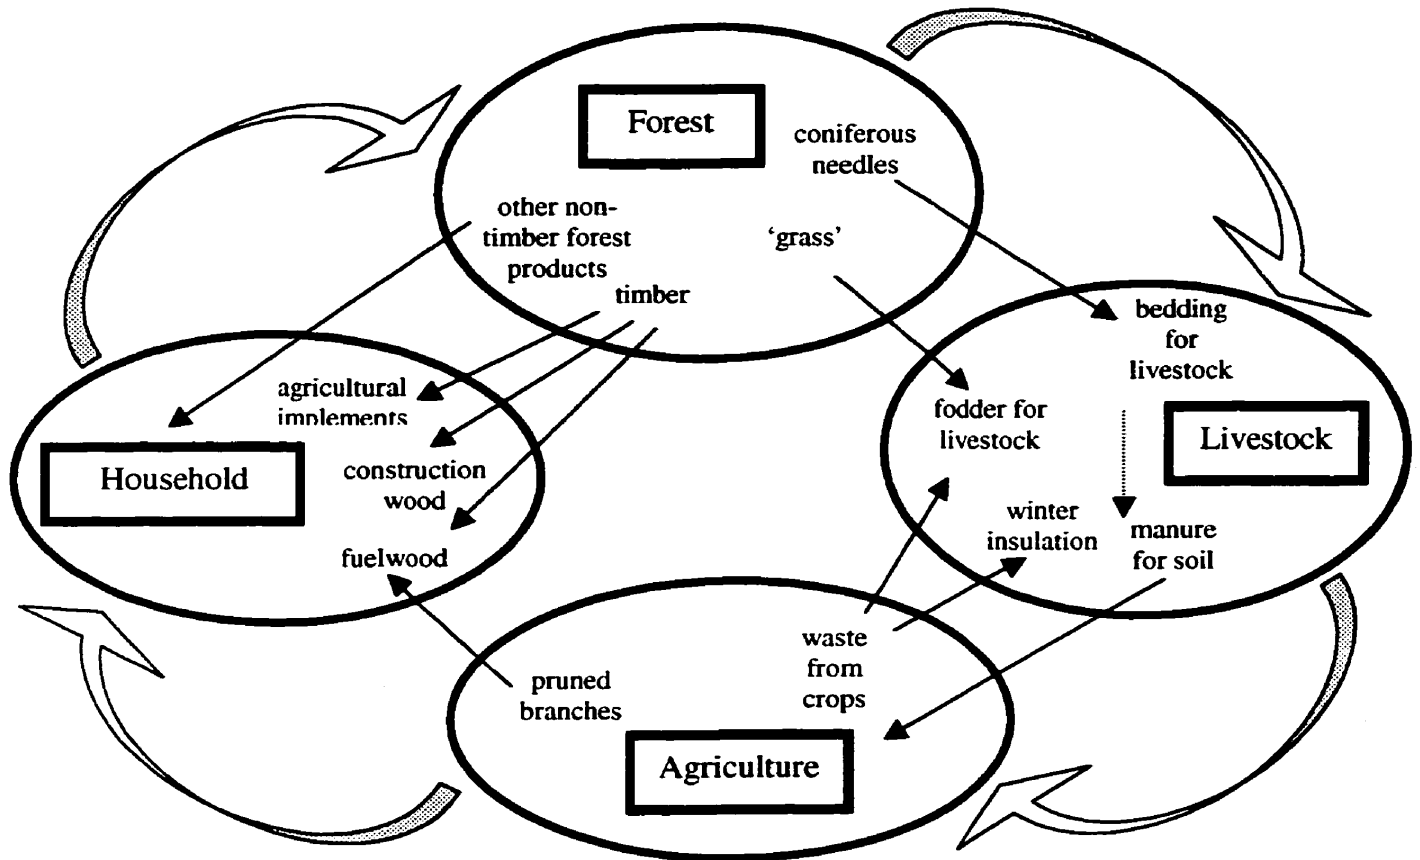 Forest
coniferous
needles
other non-
timber forest
products
'grass'
timber
bedding
for
livestock
agricultural
implements
fodder for
livestock
Livestock
Household
construction
wood
winter
insulation
manure
for soil
fuelwood
waste
from
crops
pruned
branches
Agriculture